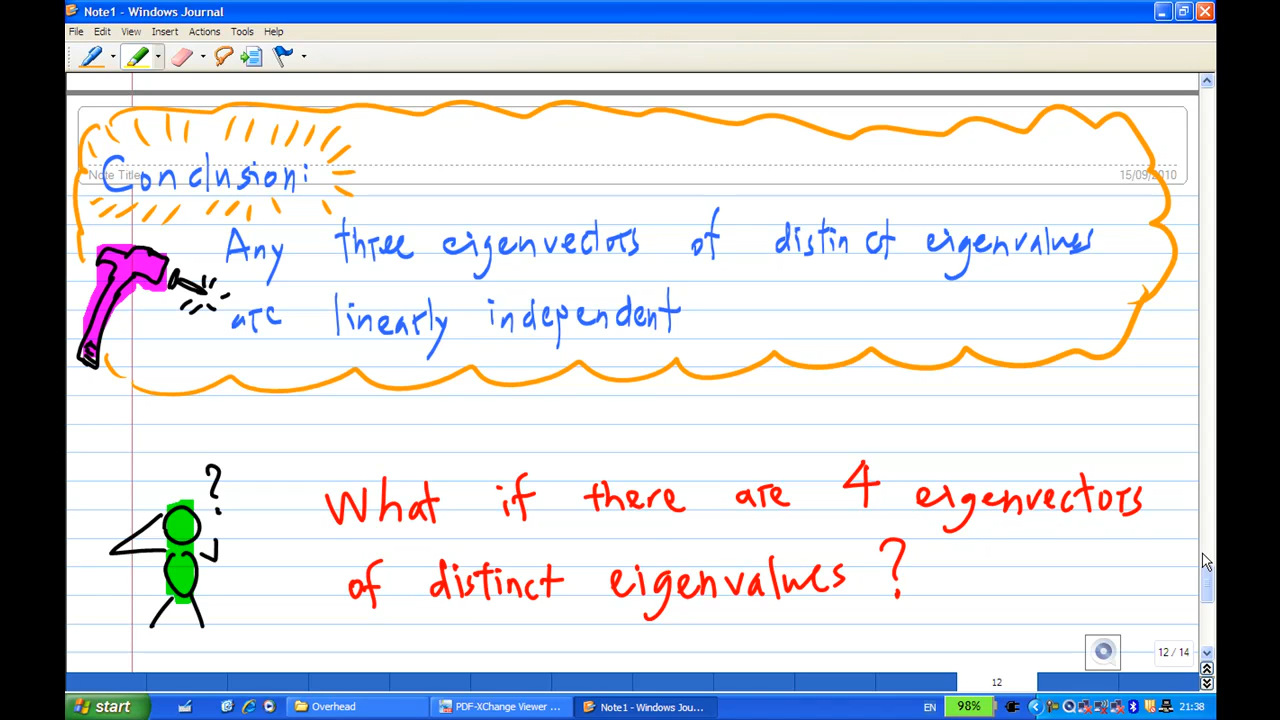 Note1 - Windows Journal
File Edit View Insert Actions Tools Help
Note Title
15/09/2010
Conclusion:
Any three eigenvectors of distinct eigenvalues
are linearly independent
?
What if there are 4 eigenvectors
of distinct eigenvalues ?
12 / 14
12
start
Overhead
PDF-XChange Viewer ...
Note1 - Windows Jou...
EN
98%
21:38